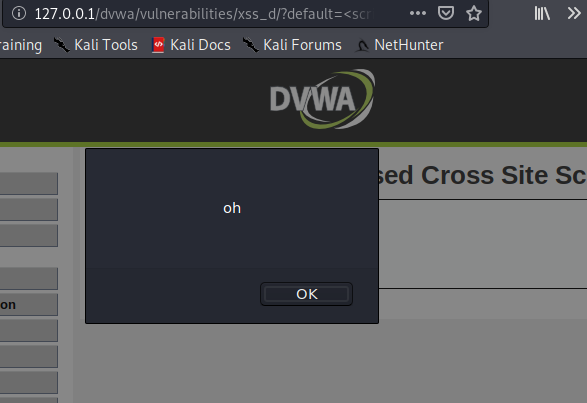 127.0.0.1/dvwa/vulnerabilities/xss_d/?default=<scr
raining Kali Tools Kali Docs Kali Forums NetHunter
DVWA
sed Cross Site Sc
oh
on
OK